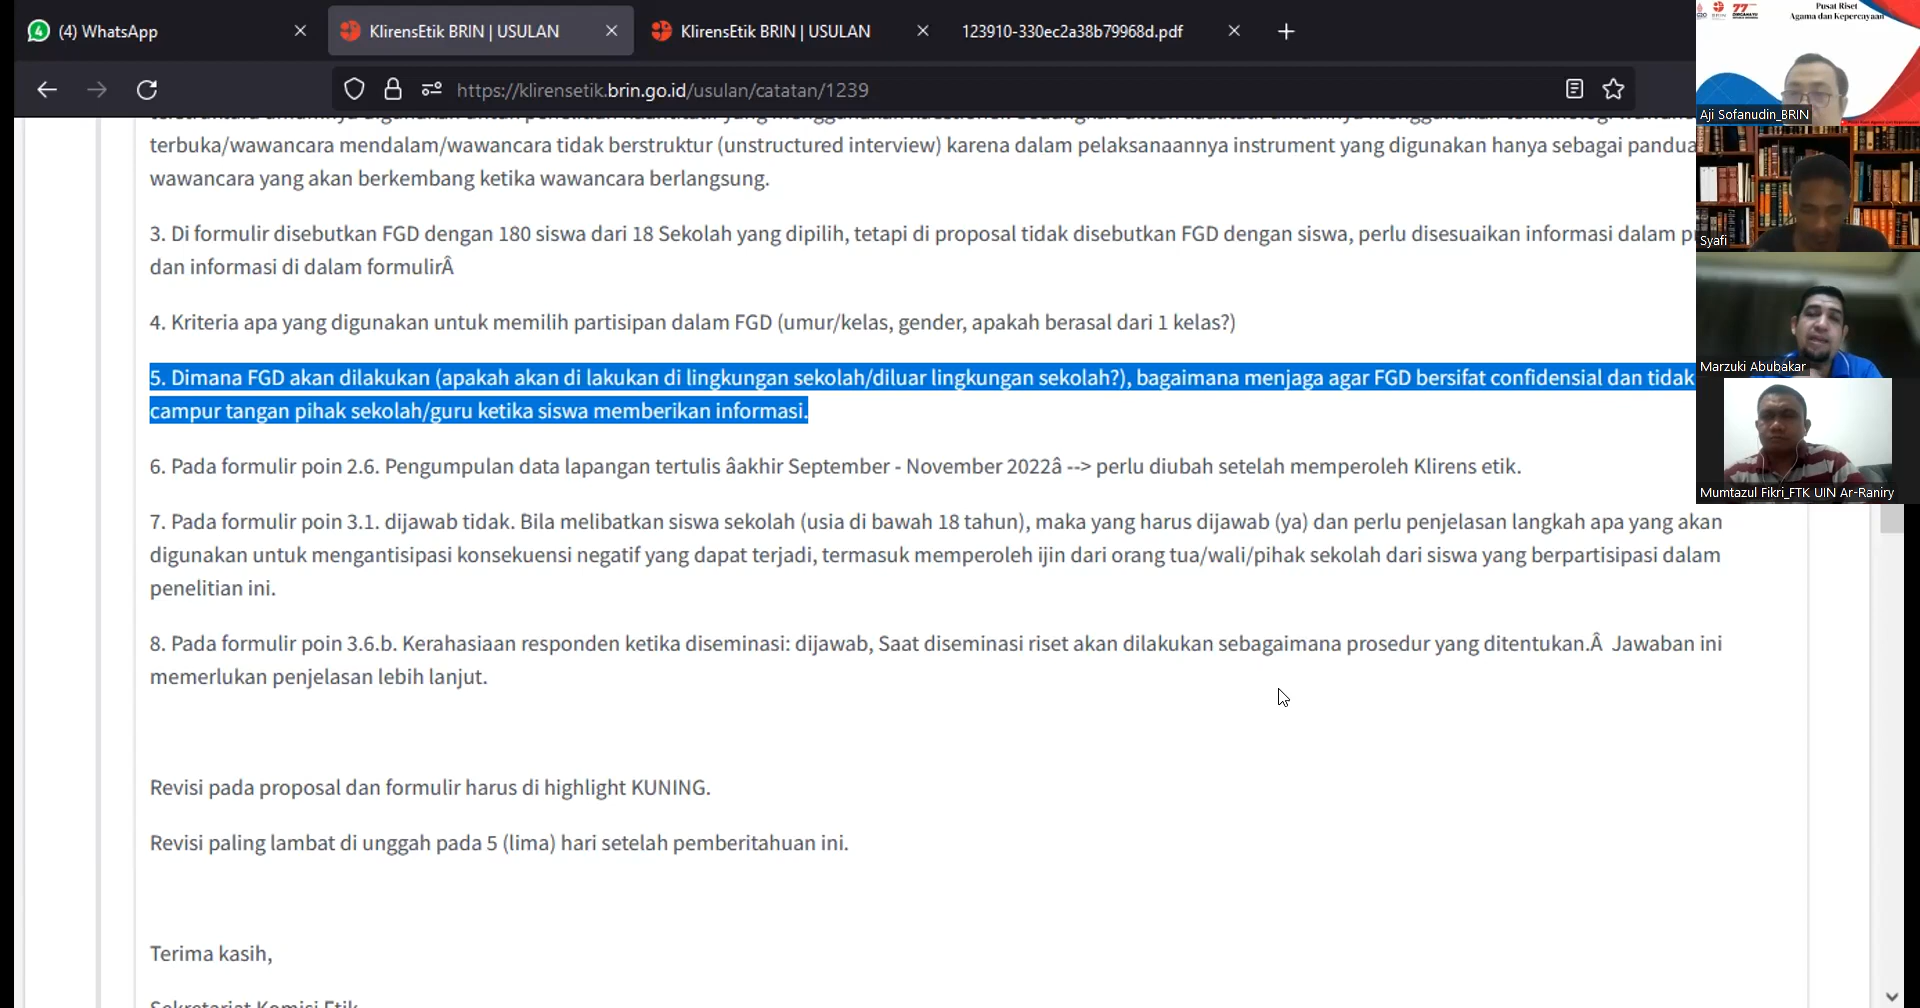 (4) WhatsApp
KlirensEtik BRIN | USULAN
KlirensEtik BRIN | USULAN
123910-330ec2a38b79968d.pdf
https://klirensetik.brin.go.id/usulan/catatan/1239
terbuka/wawancara mendalam/wawancara tidak berstruktur (unstructured interview) karena dalam pelaksanaannya instrument yang digunakan hanya sebagai pandua
wawancara yang akan berkembang ketika wawancara berlangsung.
3. Di formulir disebutkan FGD dengan 180 siswa dari 18 Sekolah yang dipilih, tetapi di proposal tidak disebutkan FGD dengan siswa, perlu disesuaikan informasi dalam p
dan informasi di dalam formulirÂ
4. Kriteria apa yang digunakan untuk memilih partisipan dalam FGD (umur/kelas, gender, apakah berasal dari 1 kelas?)
5. Dimana FGD akan dilakukan (apakah akan di lakukan di lingkungan sekolah/diluar lingkungan sekolah?), bagaimana menjaga agar FGD bersifat confidensial dan tidak
campur tangan pihak sekolah/guru ketika siswa memberikan informasi.
6. Pada formulir poin 2.6. Pengumpulan data lapangan tertulis âakhir September - November 2022â --> perlu diubah setelah memperoleh Klirens etik.
7. Pada formulir poin 3.1. dijawab tidak. Bila melibatkan siswa sekolah (usia di bawah 18 tahun), maka yang harus dijawab (ya) dan perlu penjelasan langkah apa yang akan
digunakan untuk mengantisipasi konsekuensi negatif yang dapat terjadi, termasuk memperoleh ijin dari orang tua/wali/pihak sekolah dari siswa yang berpartisipasi dalam
penelitian ini.
8. Pada formulir poin 3.6.b. Kerahasiaan responden ketika diseminasi: dijawab, Saat diseminasi riset akan dilakukan sebagaimana prosedur yang ditentukan.Â Jawaban ini
memerlukan penjelasan lebih lanjut.
Revisi pada proposal dan formulir harus di highlight KUNING.
Revisi paling lambat di unggah pada 5 (lima) hari setelah pemberitahuan ini.
Terima kasih,
Sekretariat Komisi Etik
Pusat Riset
Agama dan Kepercayaan
77
Aji Sofanudin_BRIN
Syafi
Marzuki Abubakar
Mumtazul Fikri_FTK UIN Ar-Raniry